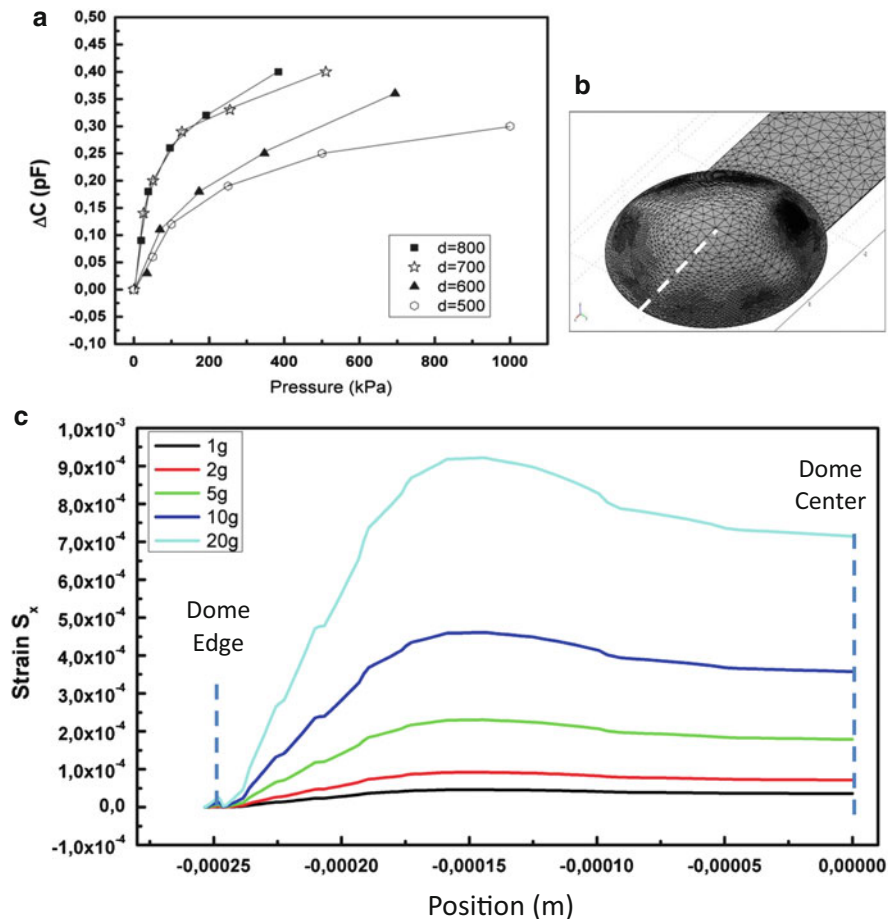 a
0,50
0,45
0,40
0,35
0,30
0,25
0,20
0,15
0,10
0,05
0,00
-0,05
-0,10
ΔC (pF)
d=800
d=700
d=600
d=500
0 200 400 600 800 1000
Pressure (kPa)
b
c
1,0x10⁻³
9,0x10⁻⁴
8,0x10⁻⁴
7,0x10⁻⁴
6,0x10⁻⁴
5,0x10⁻⁴
4,0x10⁻⁴
3,0x10⁻⁴
2,0x10⁻⁴
1,0x10⁻⁴
0,0
-1,0x10⁻⁴
Strain Sₓ
1g
2g
5g
10g
20g
Dome
Edge
Dome
Center
-0,00025 -0,00020 -0,00015 -0,00010 -0,00005 0,00000
Position (m)